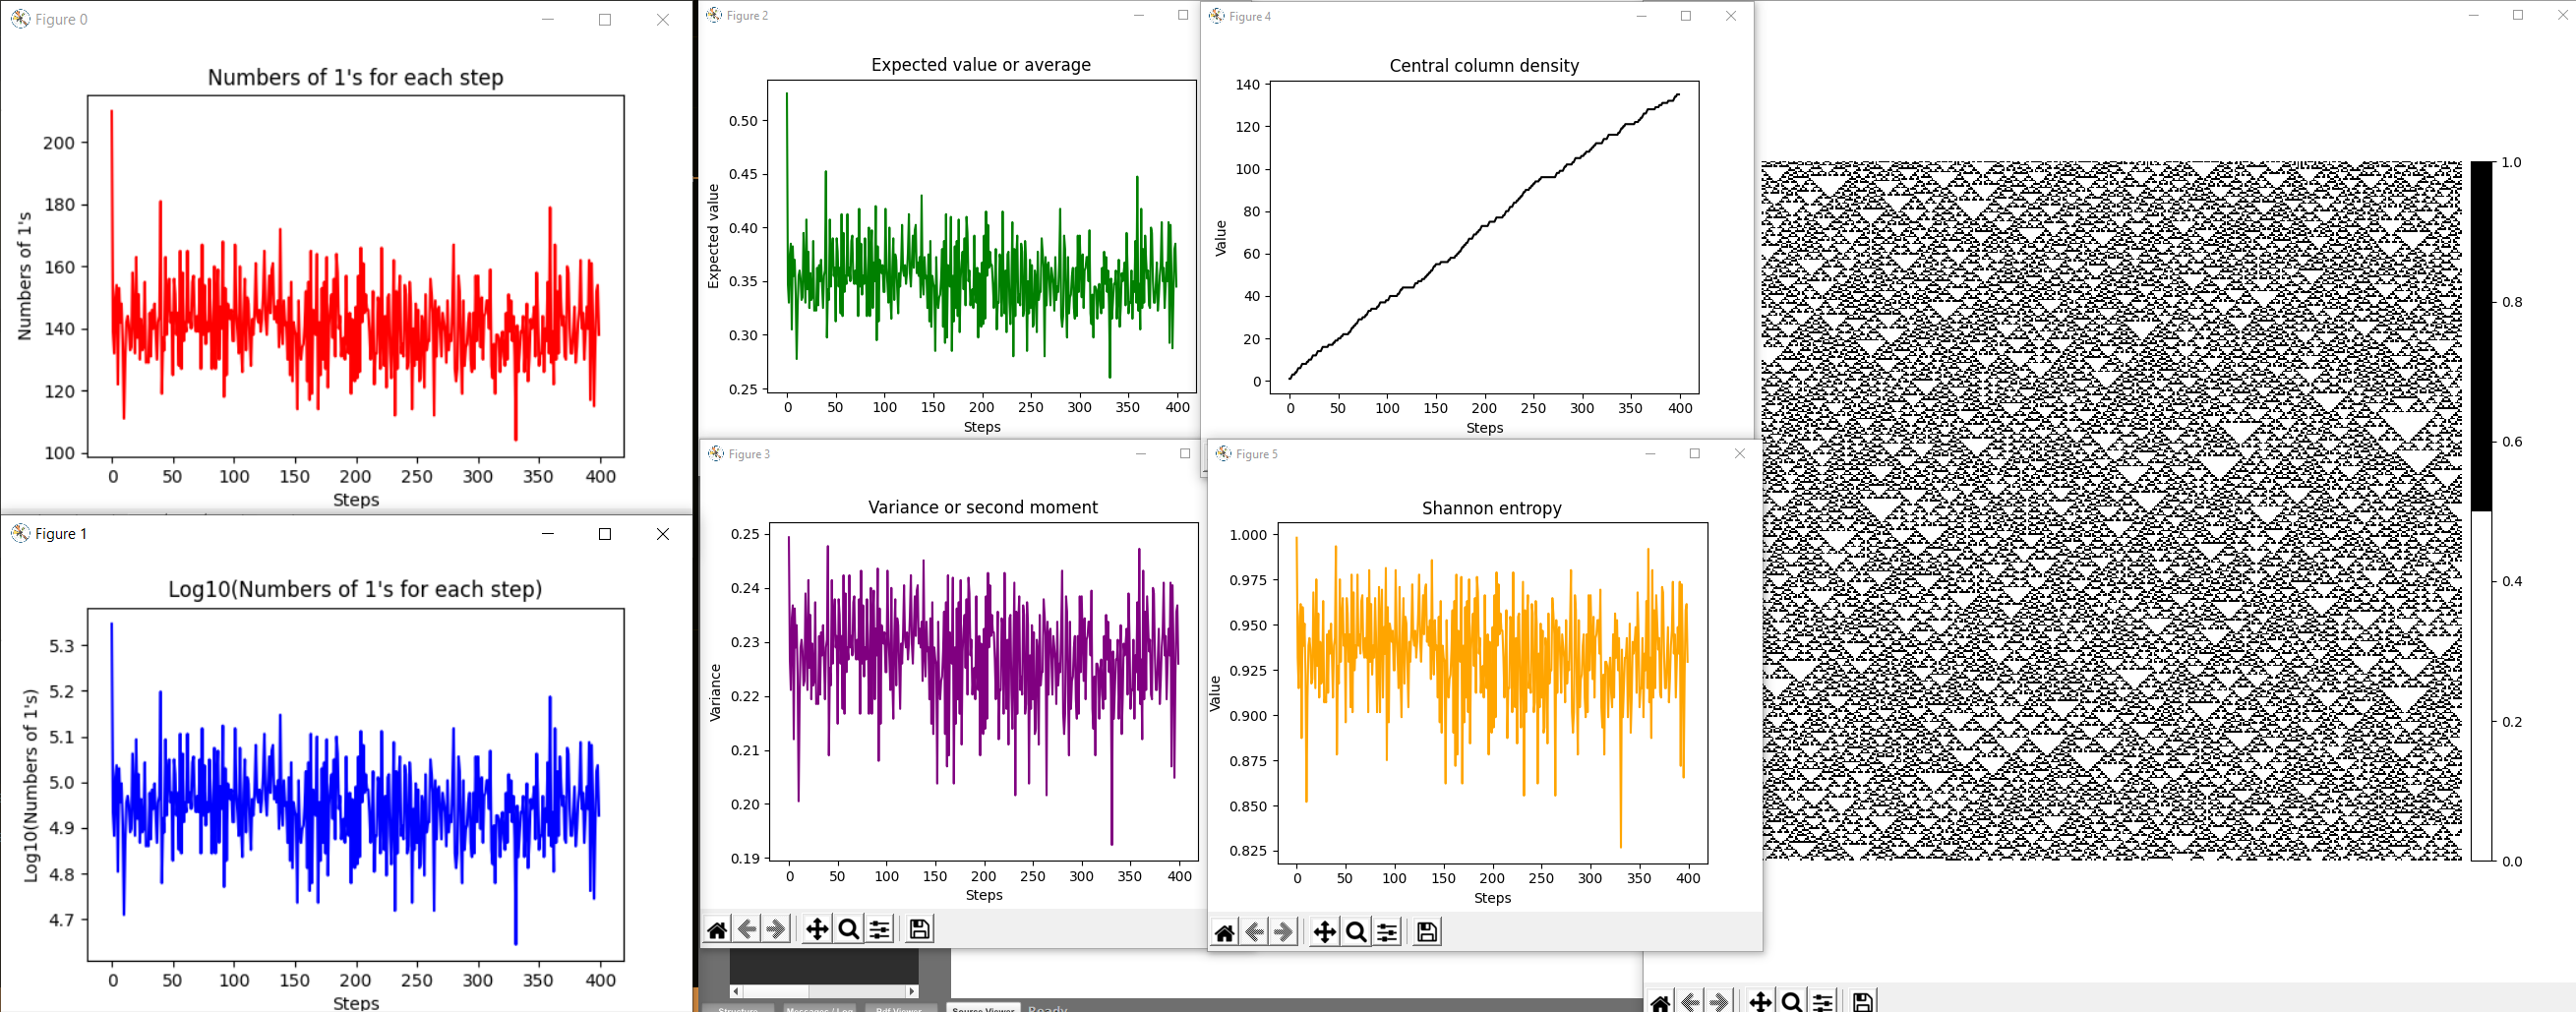 Figure 0
Numbers of 1's for each step
200
180
160
140
120
100
Numbers of 1's
0 50 100 150 200 250 300 350 400
Steps
Figure 1
Log10(Numbers of 1's for each step)
5.3
5.2
5.1
5.0
4.9
4.8
4.7
Log10(Numbers of 1's)
0 50 100 150 200 250 300 350 400
Steps
Figure 2
Expected value or average
0.50
0.45
0.40
0.35
0.30
0.25
Expected value
0 50 100 150 200 250 300 350 400
Steps
Figure 3
Variance or second moment
0.25
0.24
0.23
0.22
0.21
0.20
0.19
Variance
0 50 100 150 200 250 300 350 400
Steps
Figure 4
Central column density
140
120
100
80
60
40
20
0
Value
0 50 100 150 200 250 300 350 400
Steps
Figure 5
Shannon entropy
1.000
0.975
0.950
0.925
0.900
0.875
0.850
0.825
Value
0 50 100 150 200 250 300 350 400
Steps
1.0
0.8
0.6
0.4
0.2
0.0
Structure Messages / Log Pdf Viewer Source Viewer Ready